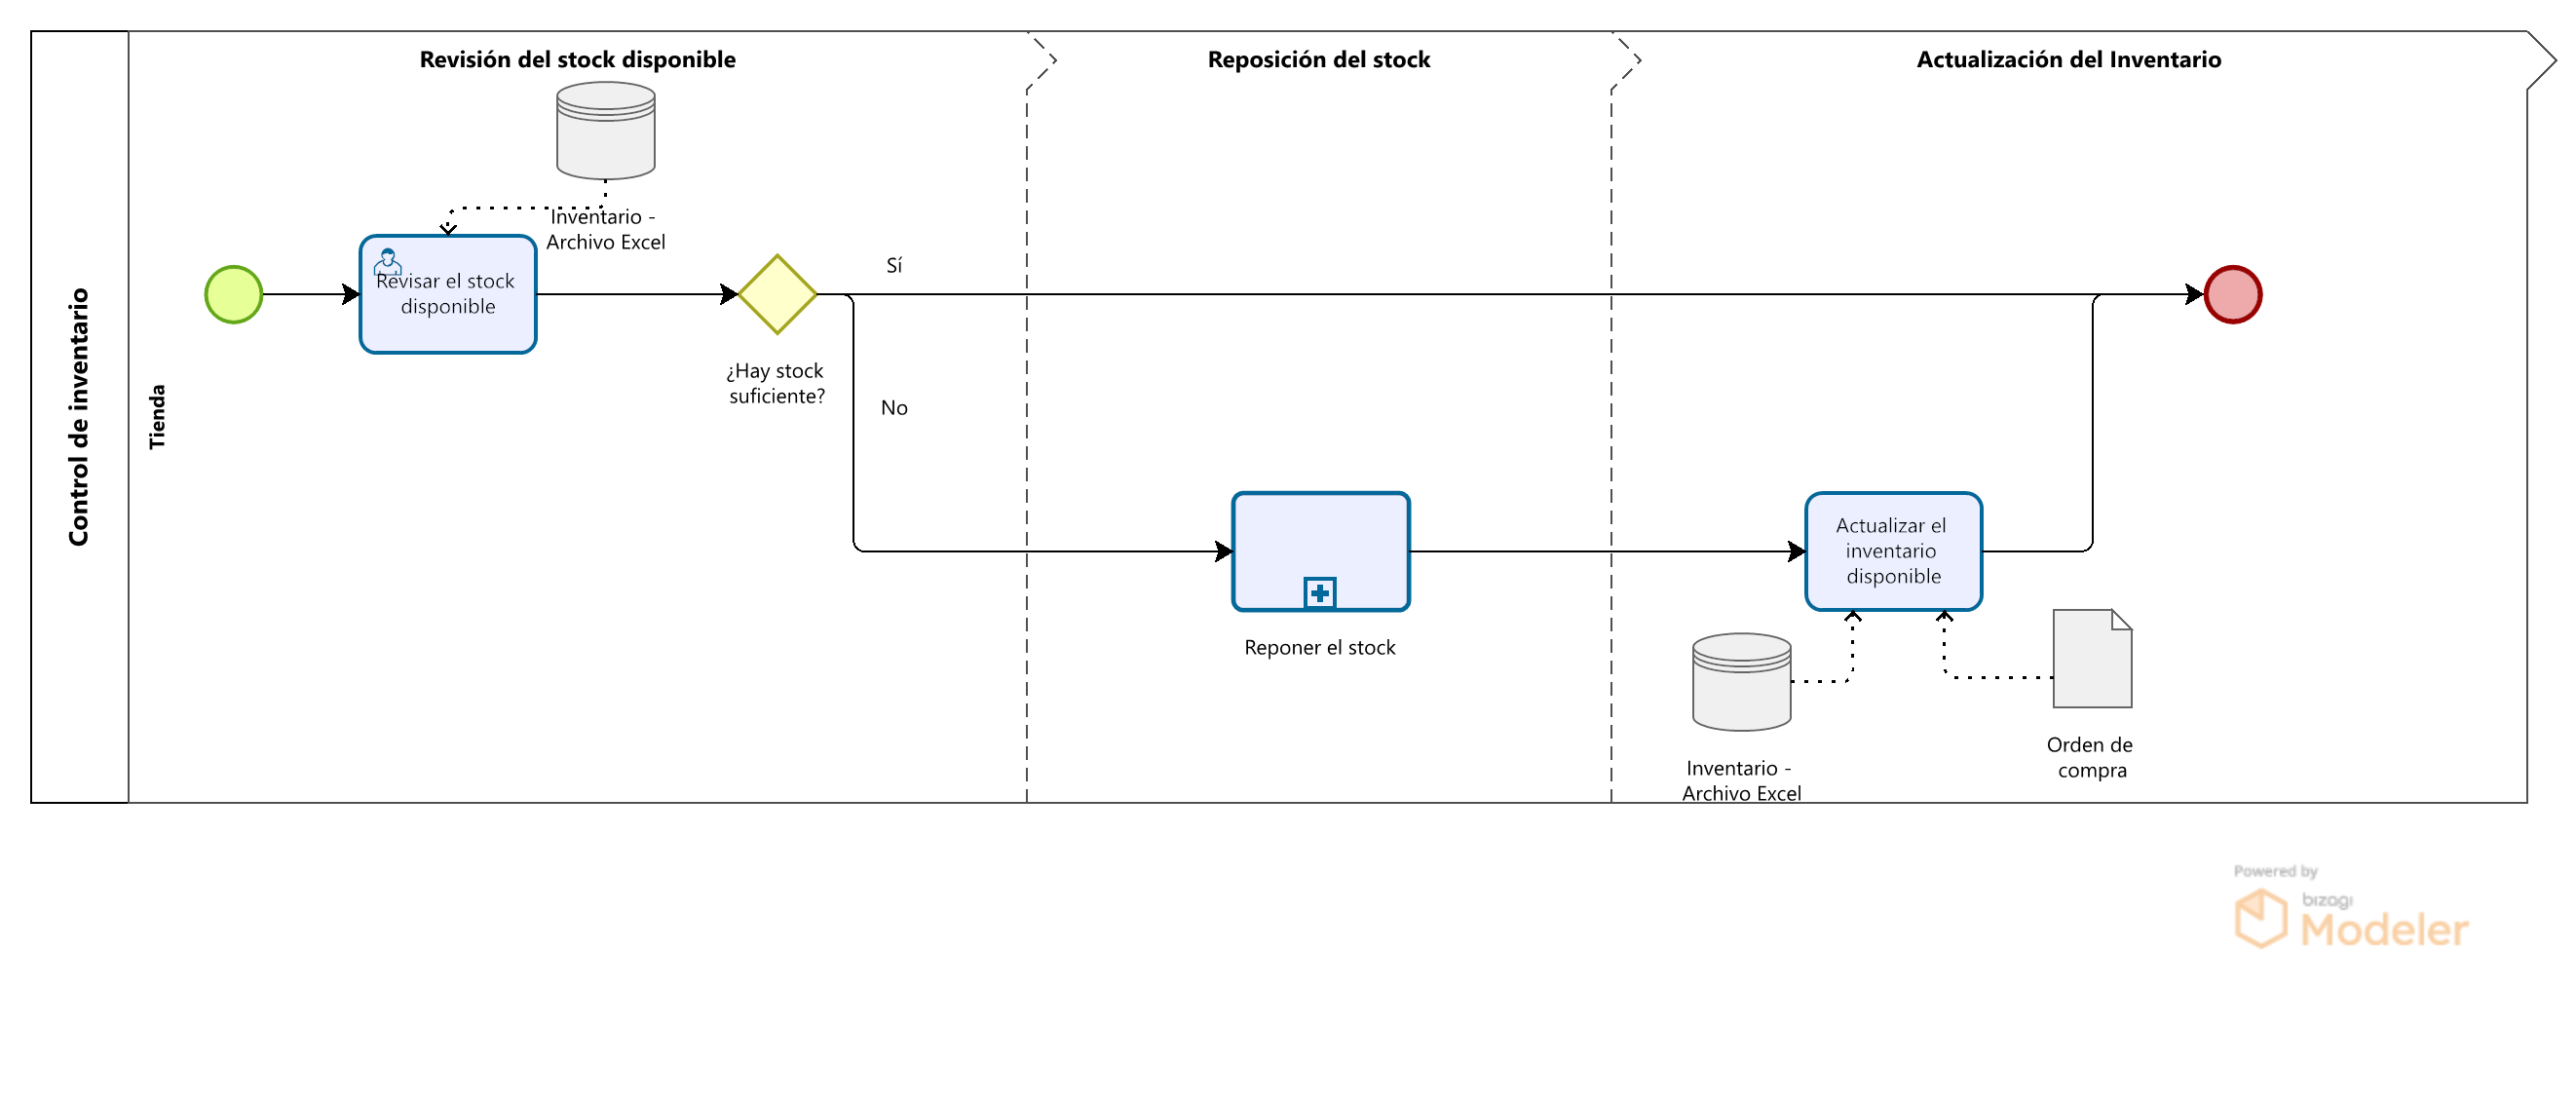 Control de inventario
Tienda
Revisión del stock disponible
Reposición del stock
Actualización del Inventario
Inventario -
Archivo Excel
Revisar el stock
disponible
Sí
¿Hay stock
suficiente?
No
Reponer el stock
Actualizar el
inventario
disponible
Inventario -
Archivo Excel
Orden de
compra
Powered by
bizagi
Modeler